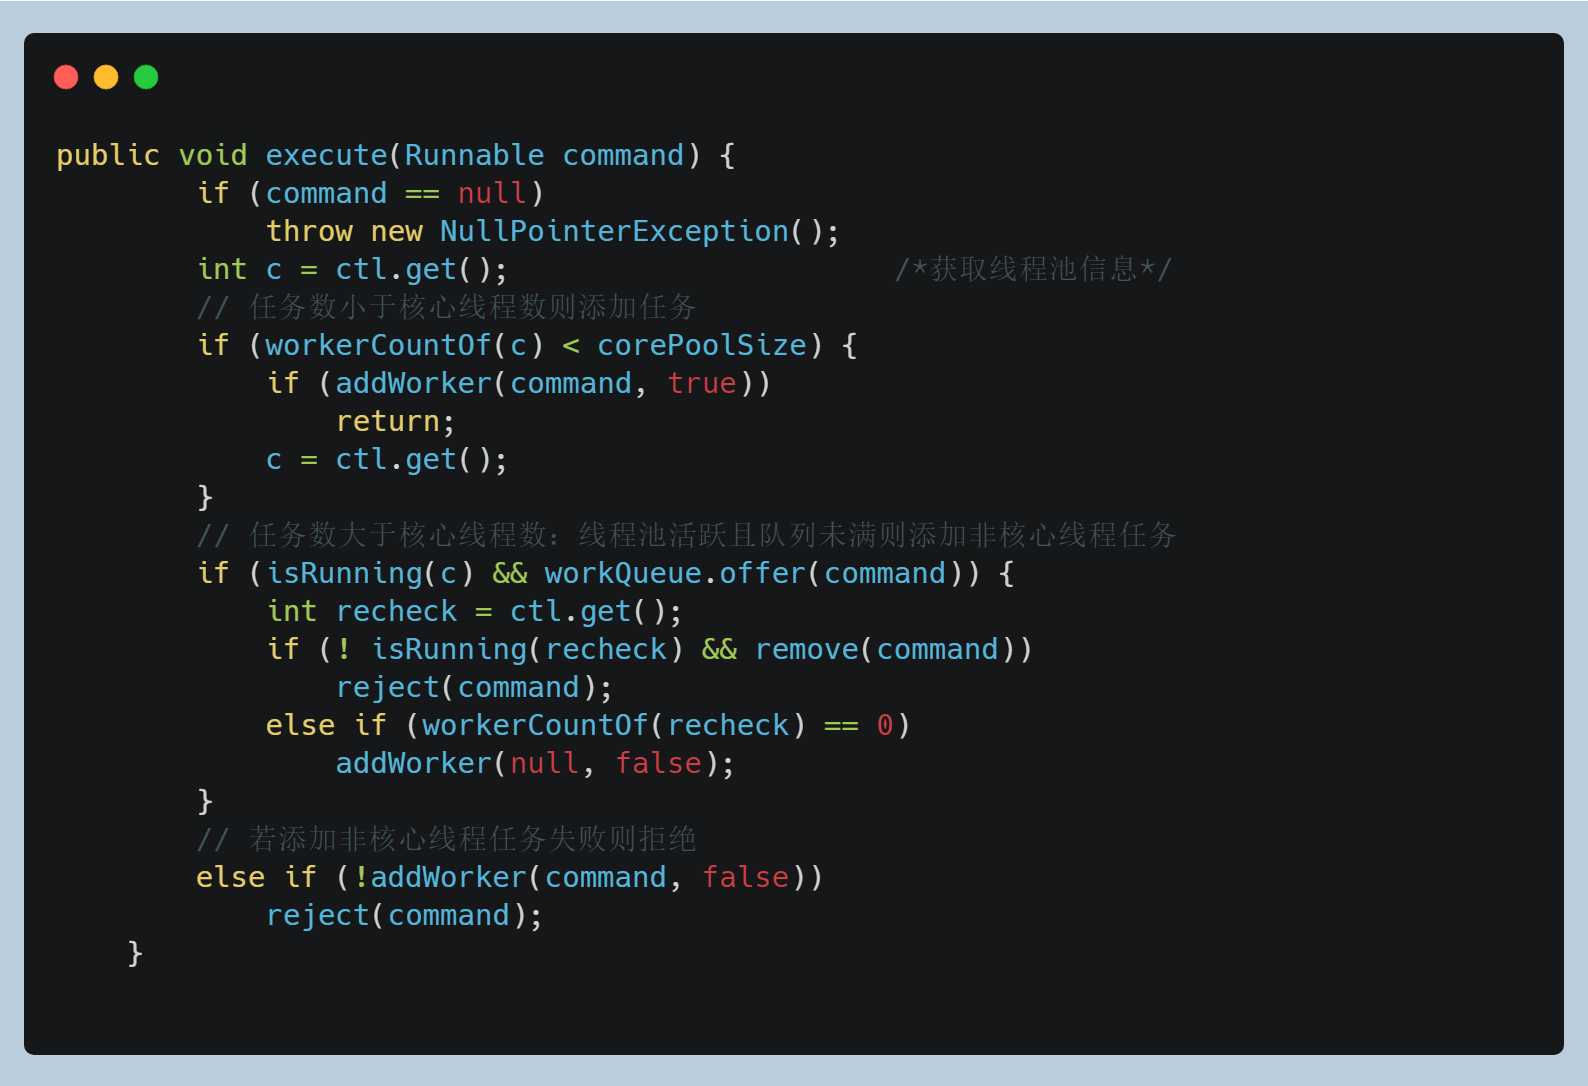 public void execute(Runnable command) {
        if (command == null)
            throw new NullPointerException();
        int c = ctl.get();                      /*获取线程池信息*/
        // 任务数小于核心线程数则添加任务
        if (workerCountOf(c) < corePoolSize) {
            if (addWorker(command, true))
                return;
            c = ctl.get();
        }
        // 任务数大于核心线程数：线程池活跃且队列未满则添加非核心线程任务
        if (isRunning(c) && workQueue.offer(command)) {
            int recheck = ctl.get();
            if (! isRunning(recheck) && remove(command))
                reject(command);
            else if (workerCountOf(recheck) == 0)
                addWorker(null, false);
        }
        // 若添加非核心线程任务失败则拒绝
        else if (!addWorker(command, false))
            reject(command);
    }